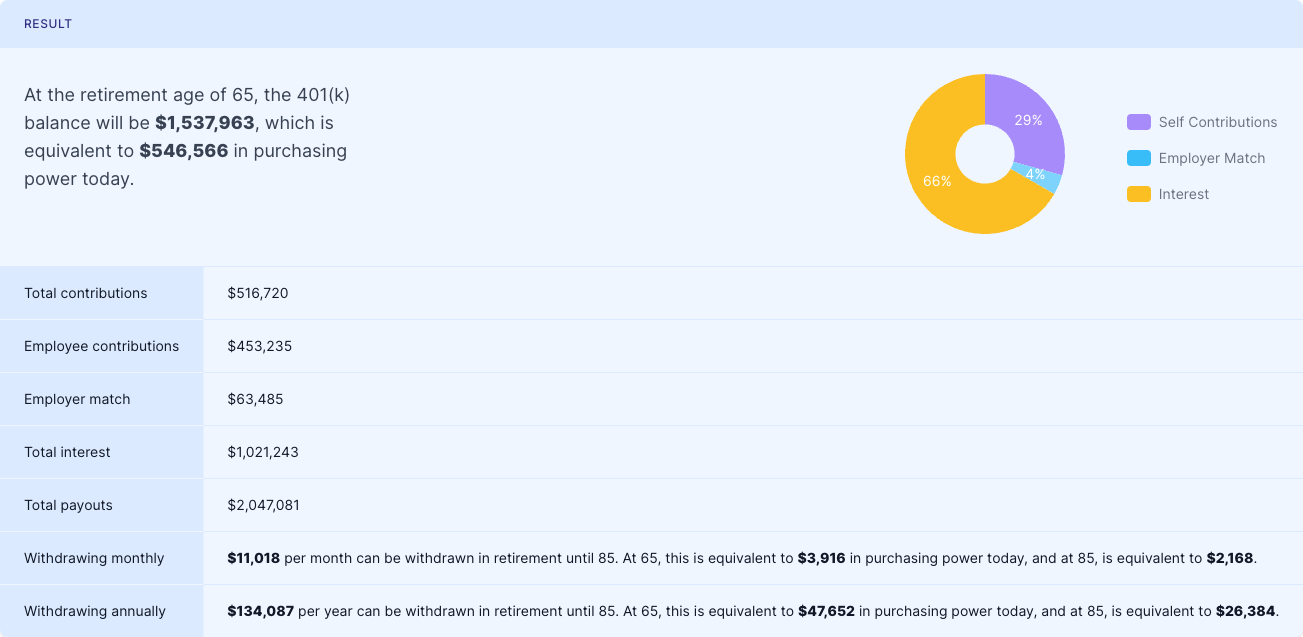 RESULT
At the retirement age of 65, the 401(k)
balance will be $1,537,963, which is
equivalent to $546,566 in purchasing
power today.
29%
4%
66%
Self Contributions
Employer Match
Interest
Total contributions $516,720
Employee contributions $453,235
Employer match $63,485
Total interest $1,021,243
Total payouts $2,047,081
Withdrawing monthly $11,018 per month can be withdrawn in retirement until 85. At 65, this is equivalent to $3,916 in purchasing power today, and at 85, is equivalent to $2,168.
Withdrawing annually $134,087 per year can be withdrawn in retirement until 85. At 65, this is equivalent to $47,652 in purchasing power today, and at 85, is equivalent to $26,384.